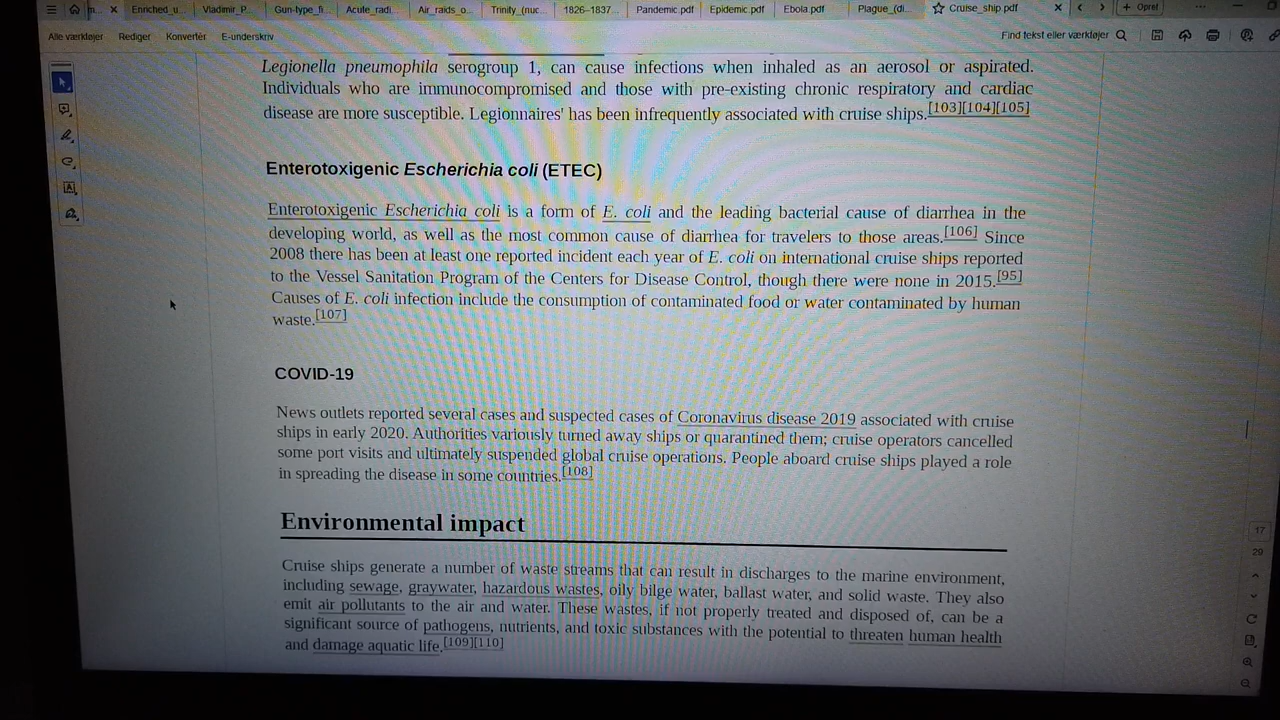 m... Enriched_u... Vladimir_P... Gun-type_fi... Acute_radi... Air_raids_o... Trinity_(nuc... 1826–1837... Pandemic.pdf Epidemic.pdf Ebola.pdf Plague_(di... Cruise_ship.pdf + Opret
Alle værktøjer Rediger Konvertér E-underskriv Find tekst eller værktøjer
Legionella pneumophila serogroup 1, can cause infections when inhaled as an aerosol or aspirated.
Individuals who are immunocompromised and those with pre-existing chronic respiratory and cardiac
disease are more susceptible. Legionnaires' has been infrequently associated with cruise ships.[103][104][105]
Enterotoxigenic Escherichia coli (ETEC)
Enterotoxigenic Escherichia coli is a form of E. coli and the leading bacterial cause of diarrhea in the
developing world, as well as the most common cause of diarrhea for travelers to those areas.[106] Since
2008 there has been at least one reported incident each year of E. coli on international cruise ships reported
to the Vessel Sanitation Program of the Centers for Disease Control, though there were none in 2015.[95]
Causes of E. coli infection include the consumption of contaminated food or water contaminated by human
waste.[107]
COVID-19
News outlets reported several cases and suspected cases of Coronavirus disease 2019 associated with cruise
ships in early 2020. Authorities variously turned away ships or quarantined them; cruise operators cancelled
some port visits and ultimately suspended global cruise operations. People aboard cruise ships played a role
in spreading the disease in some countries.[108]
Environmental impact
Cruise ships generate a number of waste streams that can result in discharges to the marine environment,
including sewage, graywater, hazardous wastes, oily bilge water, ballast water, and solid waste. They also
emit air pollutants to the air and water. These wastes, if not properly treated and disposed of, can be a
significant source of pathogens, nutrients, and toxic substances with the potential to threaten human health
and damage aquatic life.[109][110]
17
29